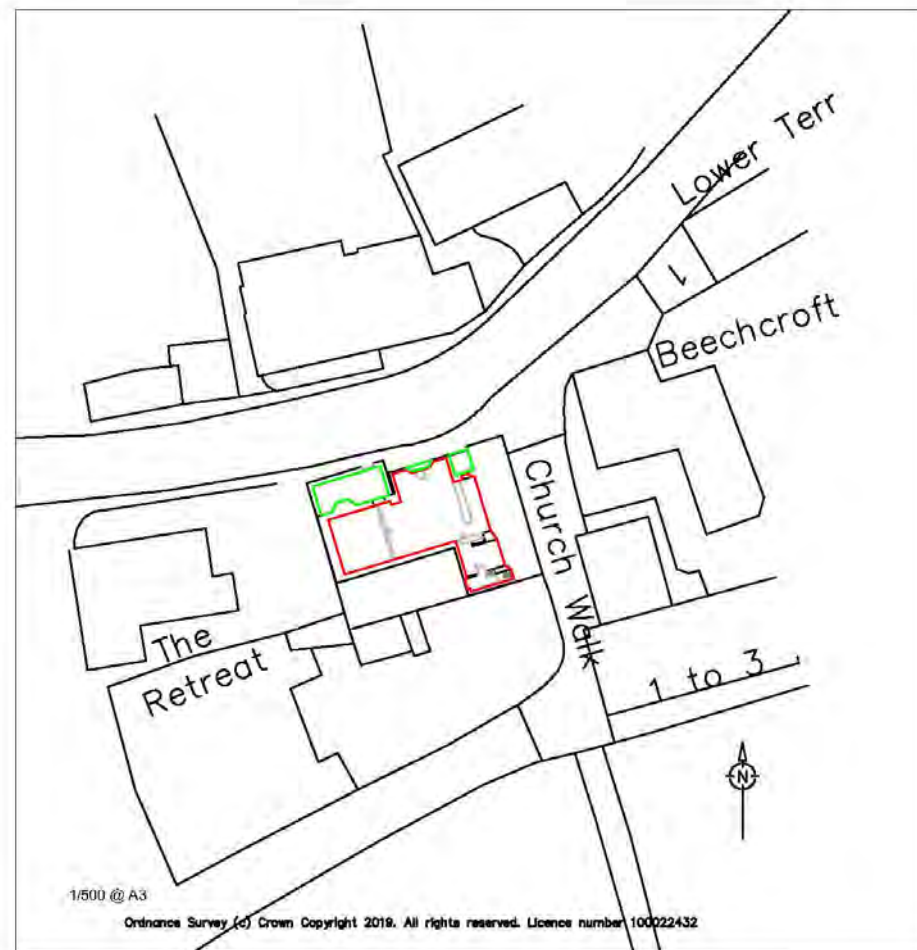 Lower Terr
1
Beechcroft
Church Walk
The
Retreat
1 to 3
N
1/500 @ A3
Ordnance Survey (c) Crown Copyright 2019. All rights reserved. Licence number 100022432